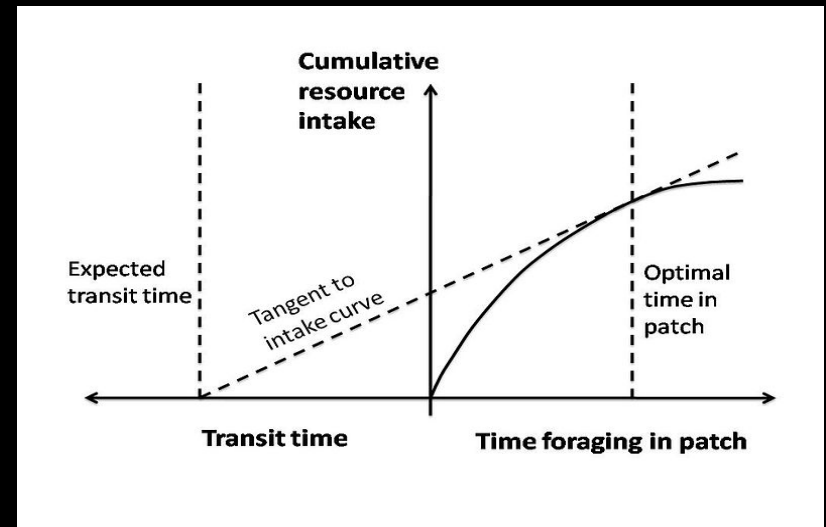 Cumulative
resource
intake
Expected
transit time
Tangent to
intake curve
Optimal
time in
patch
Transit time
Time foraging in patch